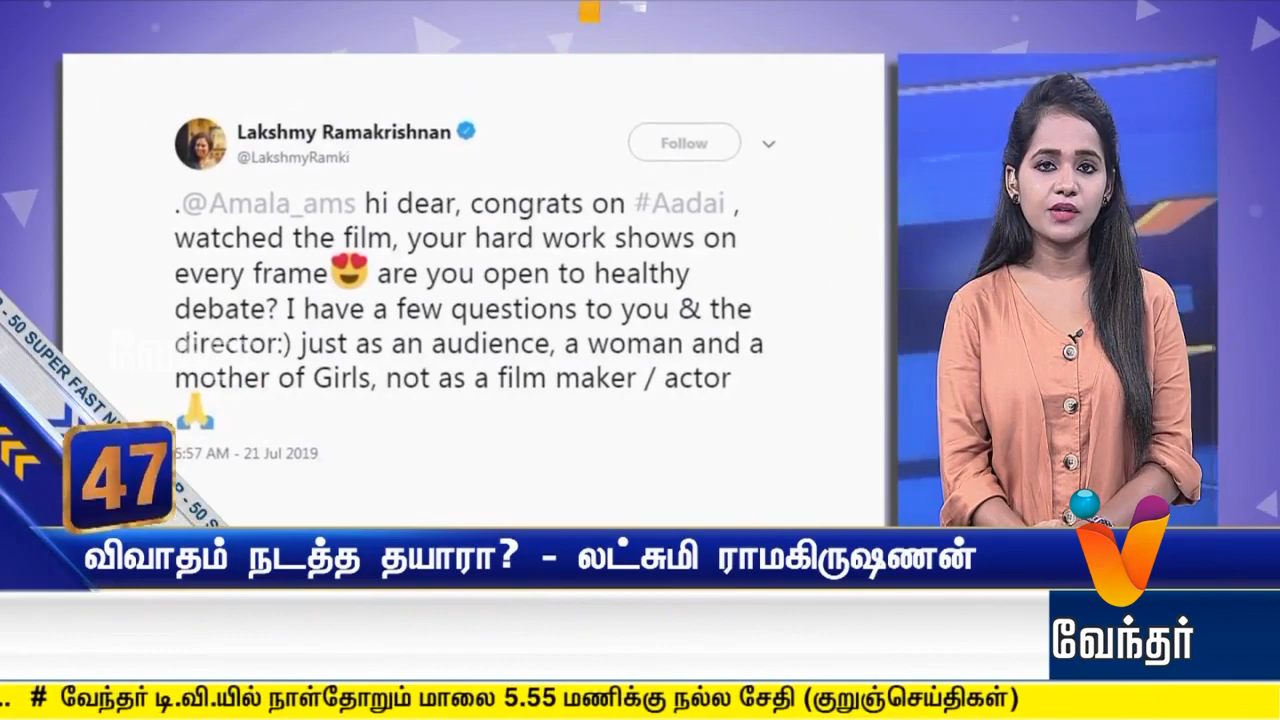 Lakshmy Ramakrishnan
Follow
@LakshmyRamki
.@Amala_ams hi dear, congrats on #Aadai ,
watched the film, your hard work shows on
every frame😍 are you open to healthy
debate? I have a few questions to you & the
director:) just as an audience, a woman and a
mother of Girls, not as a film maker / actor
🙏
5:57 AM - 21 Jul 2019
50 SUPER FAST
47
விவாதம் நடத்த தயாரா? - லட்சுமி ராமகிருஷணன்
வேந்தர்
.. # வேந்தர் டி.வி.யில் நாள்தோறும் மாலை 5.55 மணிக்கு நல்ல சேதி (குறுஞ்செய்திகள்)